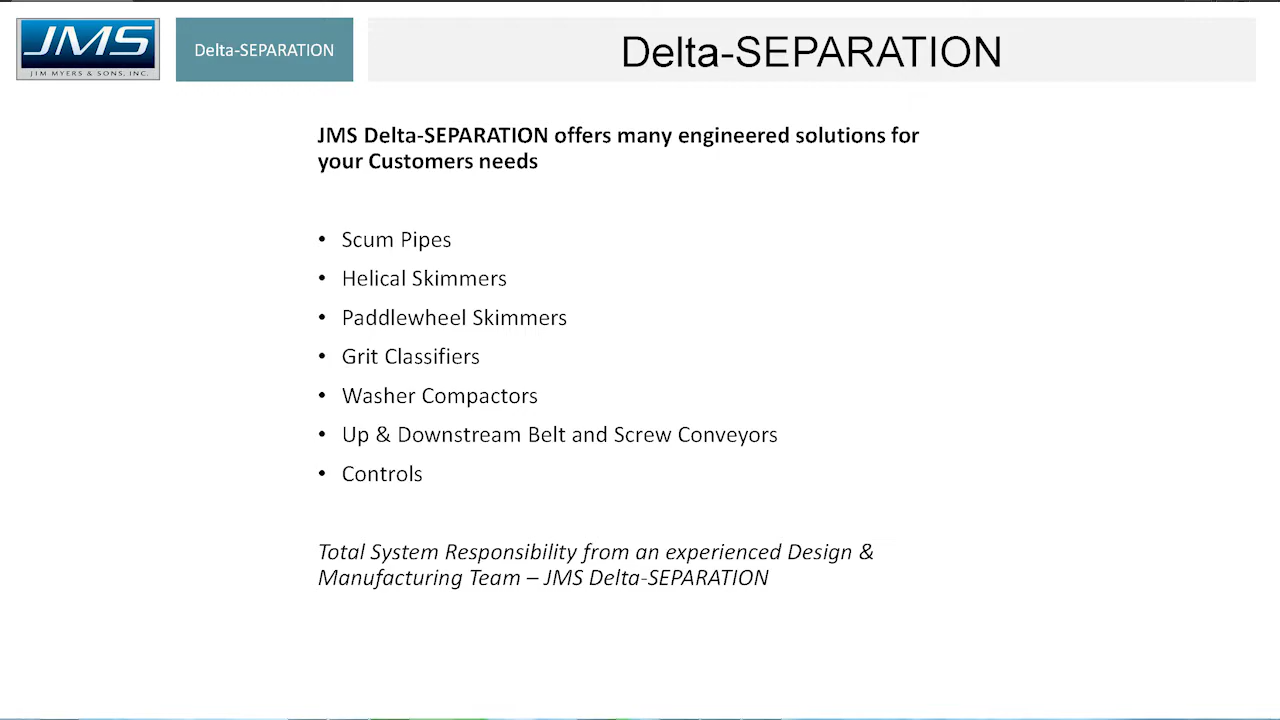 JMS
JIM MYERS & SONS, INC.
Delta-SEPARATION
Delta-SEPARATION
JMS Delta-SEPARATION offers many engineered solutions for
your Customers needs
• Scum Pipes
• Helical Skimmers
• Paddlewheel Skimmers
• Grit Classifiers
• Washer Compactors
• Up & Downstream Belt and Screw Conveyors
• Controls
Total System Responsibility from an experienced Design &
Manufacturing Team – JMS Delta-SEPARATION